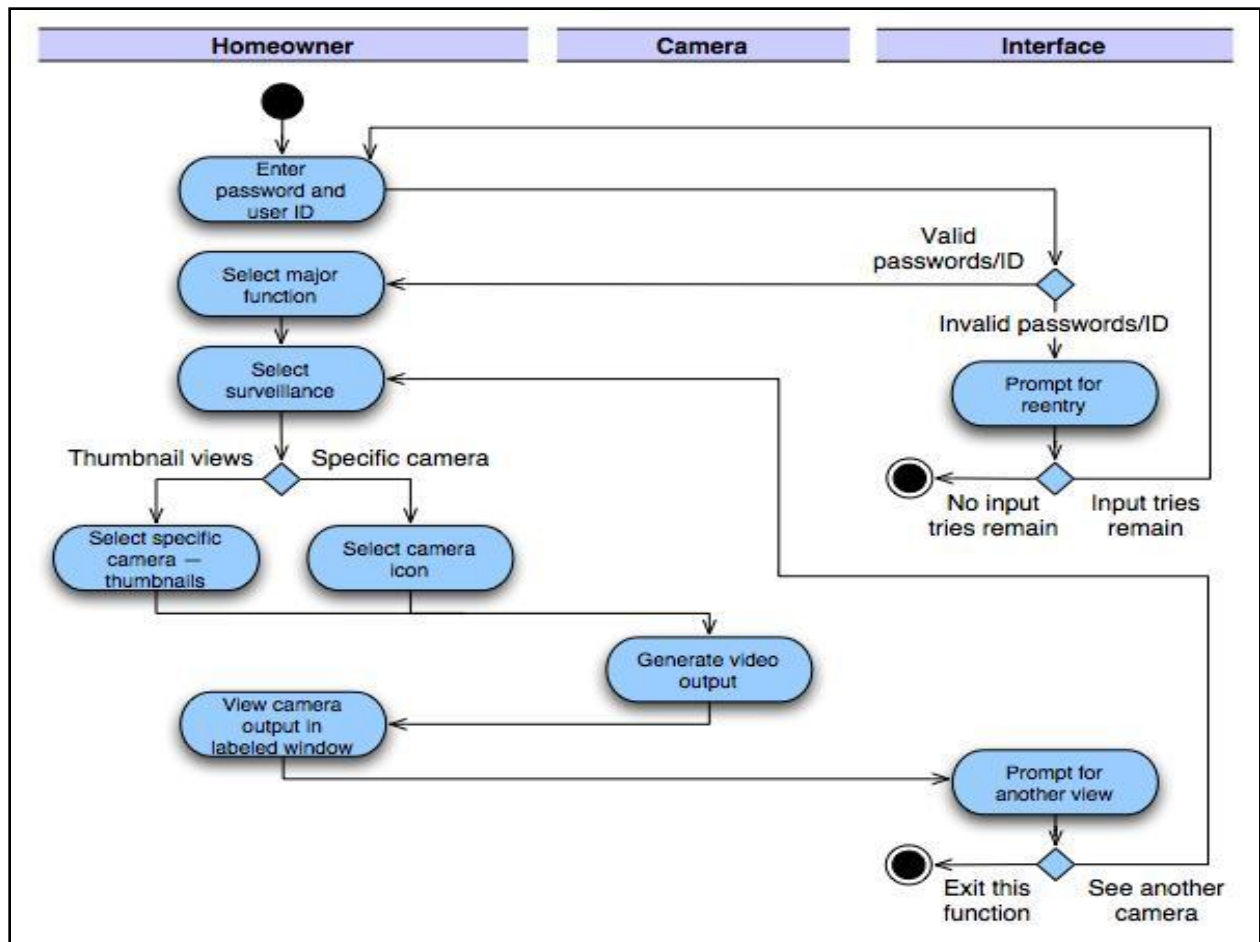 Homeowner
Camera
Interface
Enter
password and
user ID
Valid
passwords/ID
Select major
function
Invalid passwords/ID
Select
surveillance
Prompt for
reentry
Thumbnail views
Specific camera
No input
tries remain
Input tries
remain
Select specific
camera —
thumbnails
Select camera
icon
Generate video
output
View camera
output in
labeled window
Prompt for
another view
Exit this
function
See another
camera